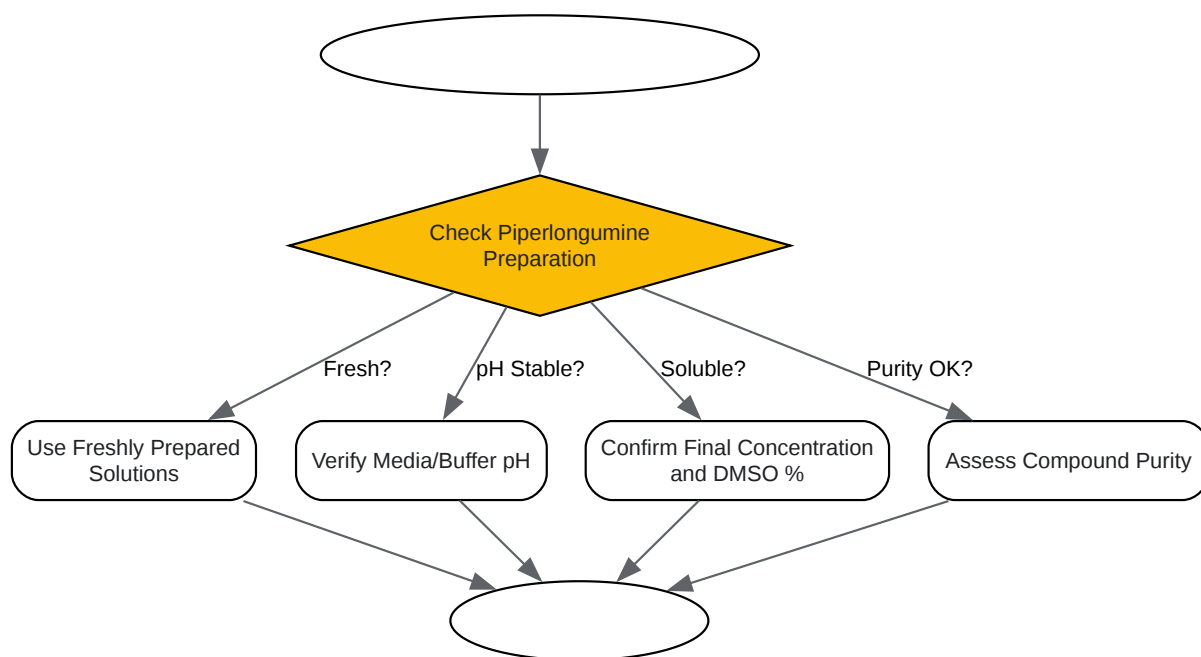 Check Piperlongumine
Preparation
Fresh?
pH Stable?
Soluble?
Purity OK?
Use Freshly Prepared
Solutions
Verify Media/Buffer pH
Confirm Final Concentration
and DMSO %
Assess Compound Purity